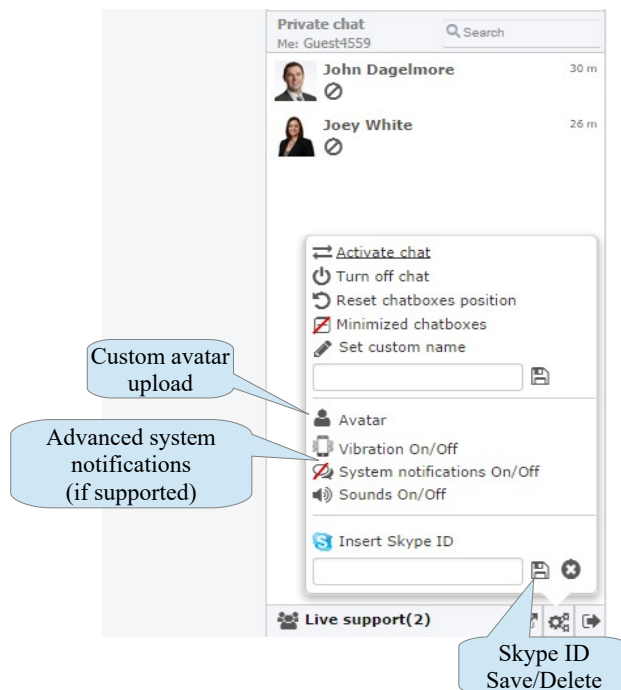 Private chat
Me: Guest4559
Search
John Dagelmore
30 m
Joey White
26 m
Activate chat
Turn off chat
Reset chatboxes position
Minimized chatboxes
Set custom name
Custom avatar
upload
Avatar
Advanced system
notifications
(if supported)
Vibration On/Off
System notifications On/Off
Sounds On/Off
Insert Skype ID
Live support(2)
Skype ID
Save/Delete